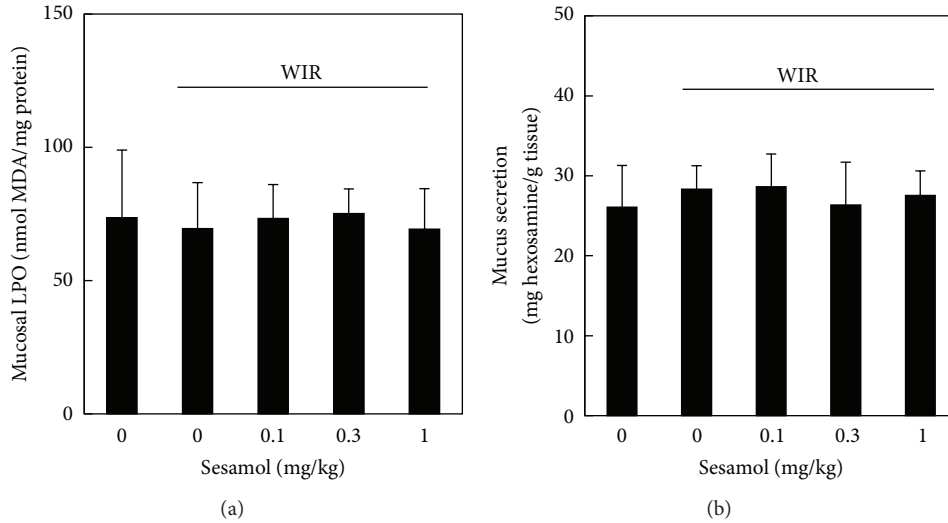 Mucosal LPO (nmol MDA/mg protein)
150
100
50
0
WIR
0 0 0.1 0.3 1
Sesamol (mg/kg)
(a)
Mucus secretion
(mg hexosamine/g tissue)
50
40
30
20
10
0
WIR
0 0 0.1 0.3 1
Sesamol (mg/kg)
(b)